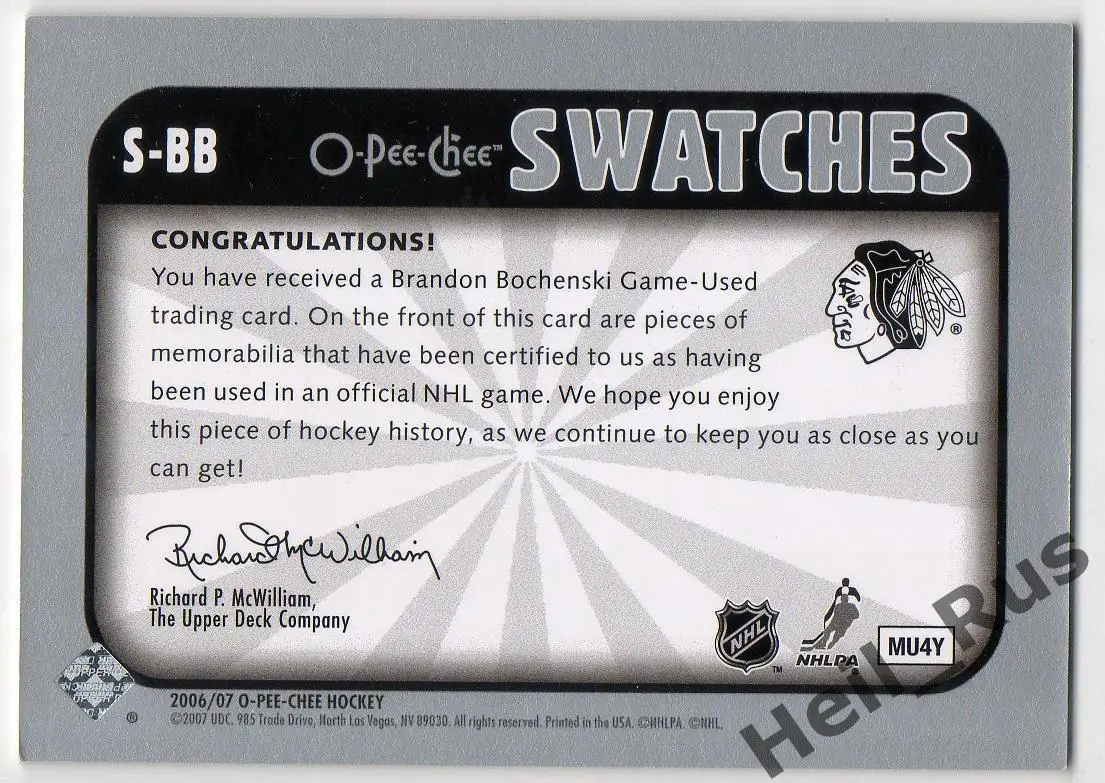 S-BB O-Pee-Chee™ SWATCHES
CONGRATULATIONS!
You have received a Brandon Bochenski Game-Used
trading card. On the front of this card are pieces of
memorabilia that have been certified to us as having
been used in an official NHL game. We hope you enjoy
this piece of hockey history, as we continue to keep you as close as you
can get!
®
Richard McWilliam
Richard P. McWilliam,
The Upper Deck Company
NHL ™
NHLPA ®
MU4Y
®
2006/07 O-PEE-CHEE HOCKEY
©2007 UDC. 985 Trade Drive, North Las Vegas, NV 89030. All rights reserved. Printed in the USA. ©NHLPA. ©NHL.
Heil_Rus